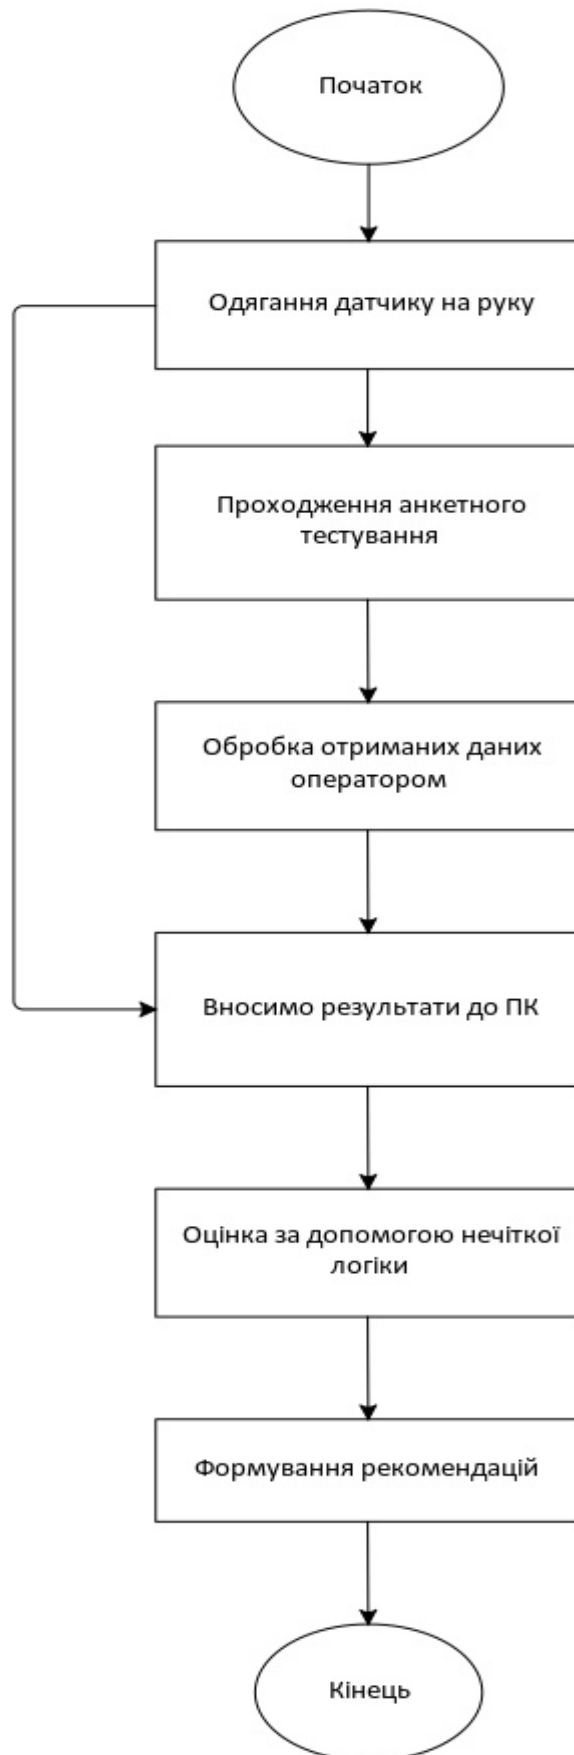 Початок
Одягання датчику на руку
Проходження анкетного
тестування
Обробка отриманих даних
оператором
Вносимо результати до ПК
Оцінка за допомогою нечіткої
логіки
Формування рекомендацій
Кінець